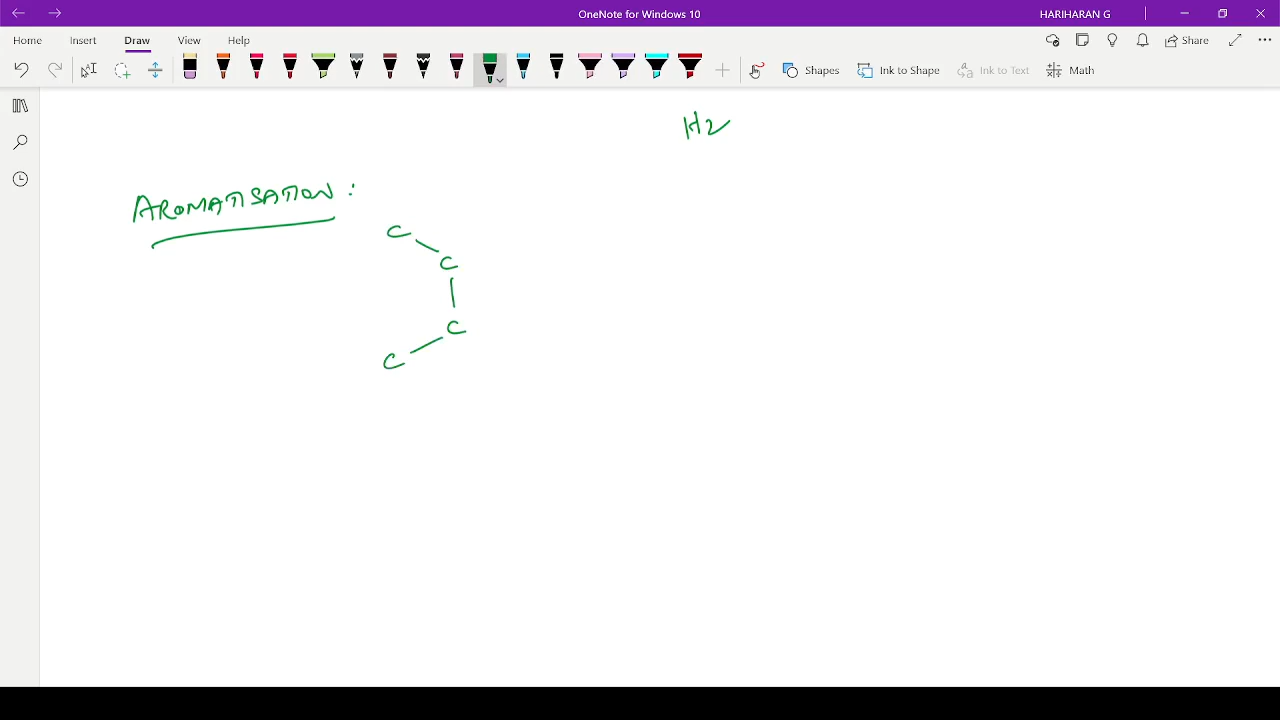 OneNote for Windows 10
HARIHARAN G
Home Insert Draw View Help
Share
Shapes Ink to Shape Ink to Text Math
H2
AROMATISATION :
C
C
C
C